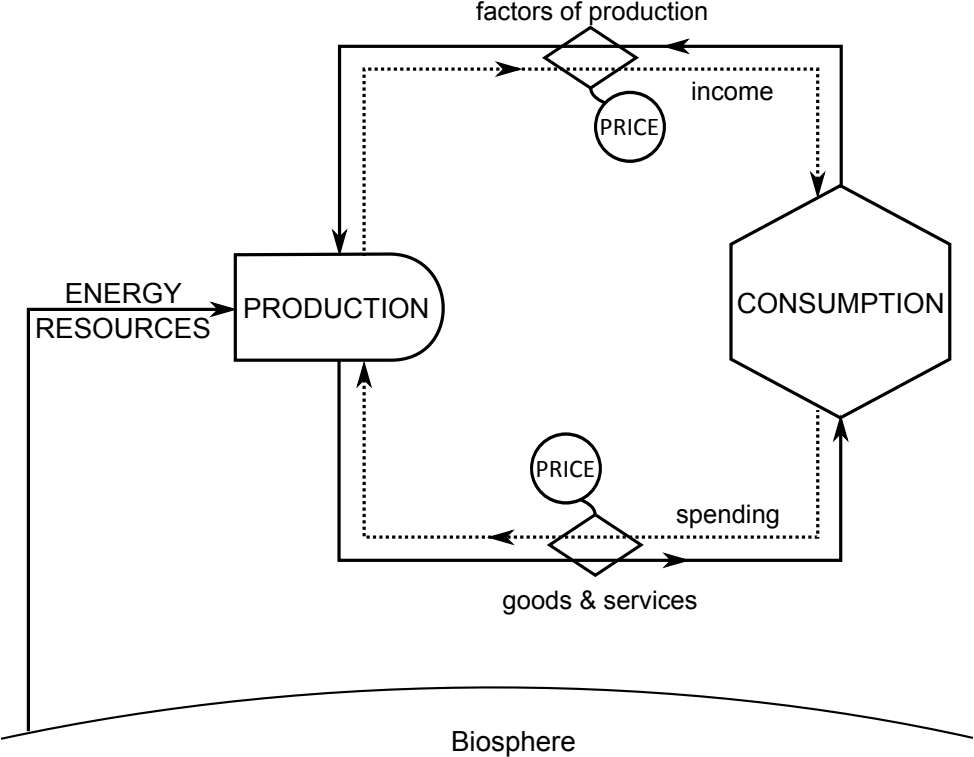 factors of production
income
PRICE
ENERGY
RESOURCES
PRODUCTION
CONSUMPTION
PRICE
spending
goods & services
Biosphere